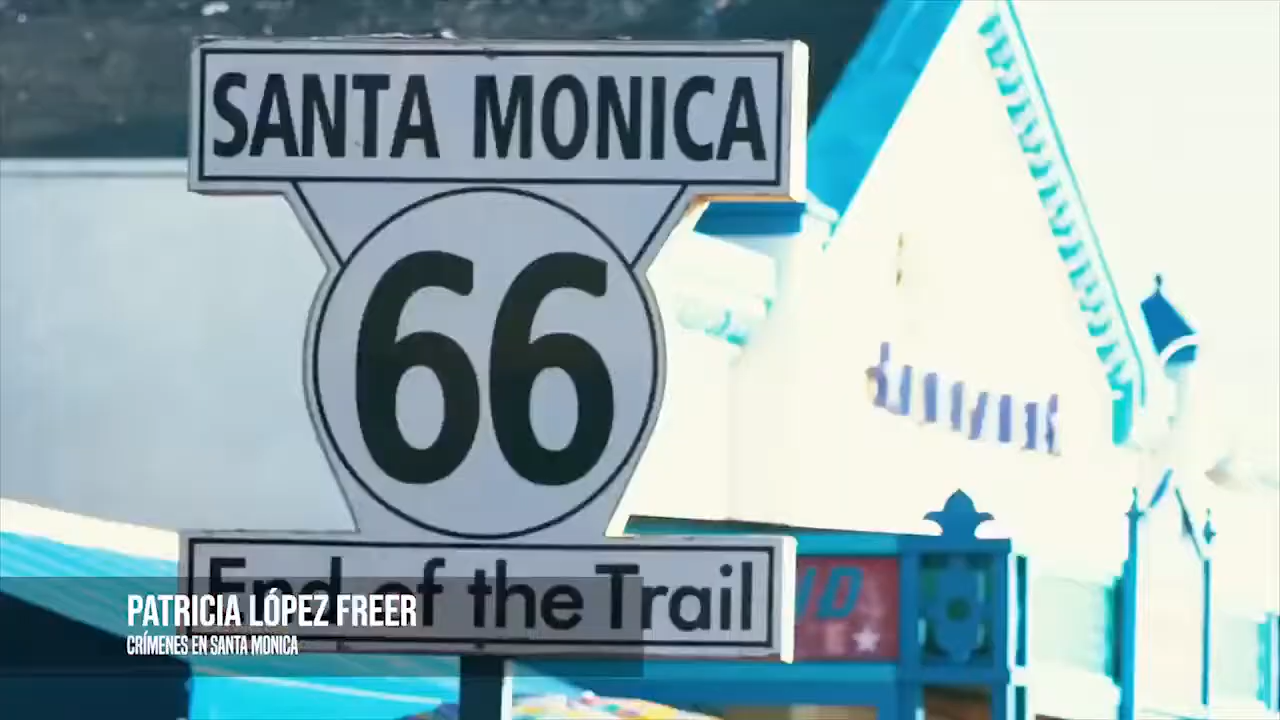 SANTA MONICA
66
End of the Trail
PATRICIA LÓPEZ FREER
CRÍMENES EN SANTA MONICA